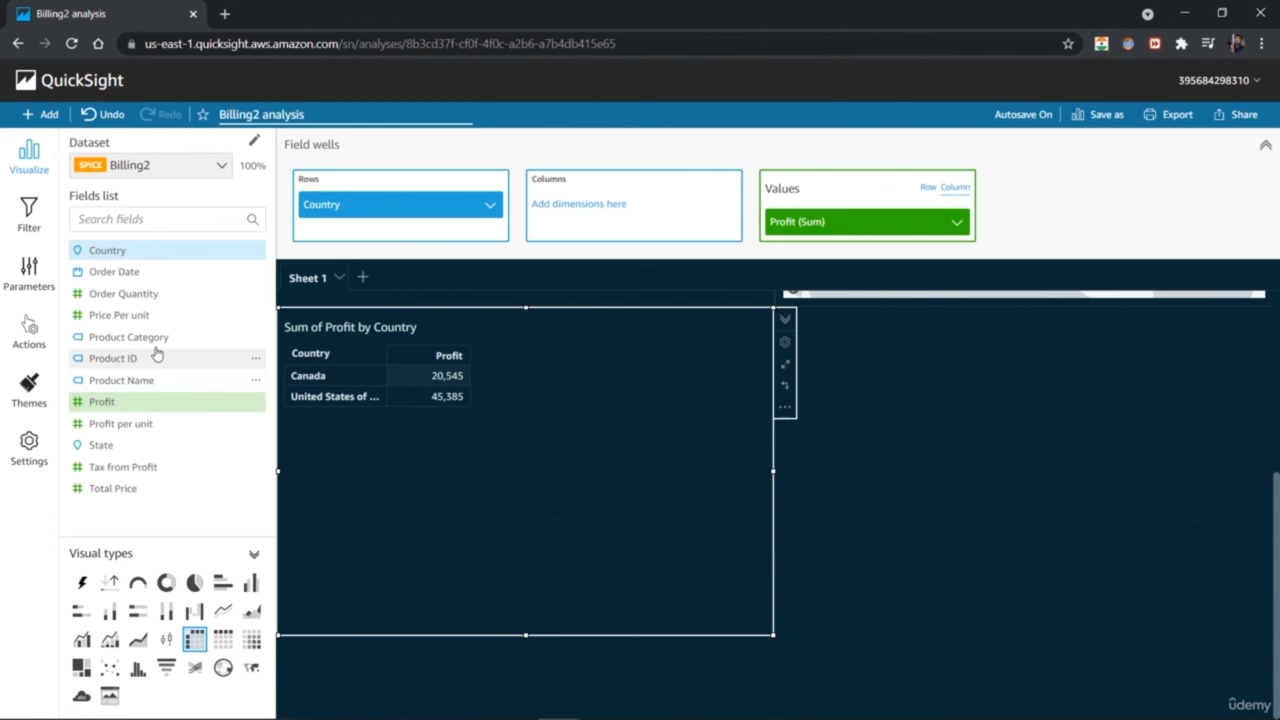 Billing2 analysis
us-east-1.quicksight.aws.amazon.com/sn/analyses/8b3cd37f-cf0f-4f0c-a2b6-a7b4db415e65
QuickSight
395684298310
Add
Undo
Redo
Billing2 analysis
Autosave On
Save as
Export
Share
Visualize
Filter
Parameters
Actions
Themes
Settings
Dataset
SPICE Billing2
100%
Fields list
Search fields
Country
Order Date
Order Quantity
Price Per unit
Product Category
Product ID
Product Name
Profit
Profit per unit
State
Tax from Profit
Total Price
Visual types
Field wells
Rows
Country
Columns
Add dimensions here
Values
Row Column
Profit (Sum)
Sheet 1
Sum of Profit by Country
Country Profit
Canada 20,545
United States of ... 45,385
ûdemy